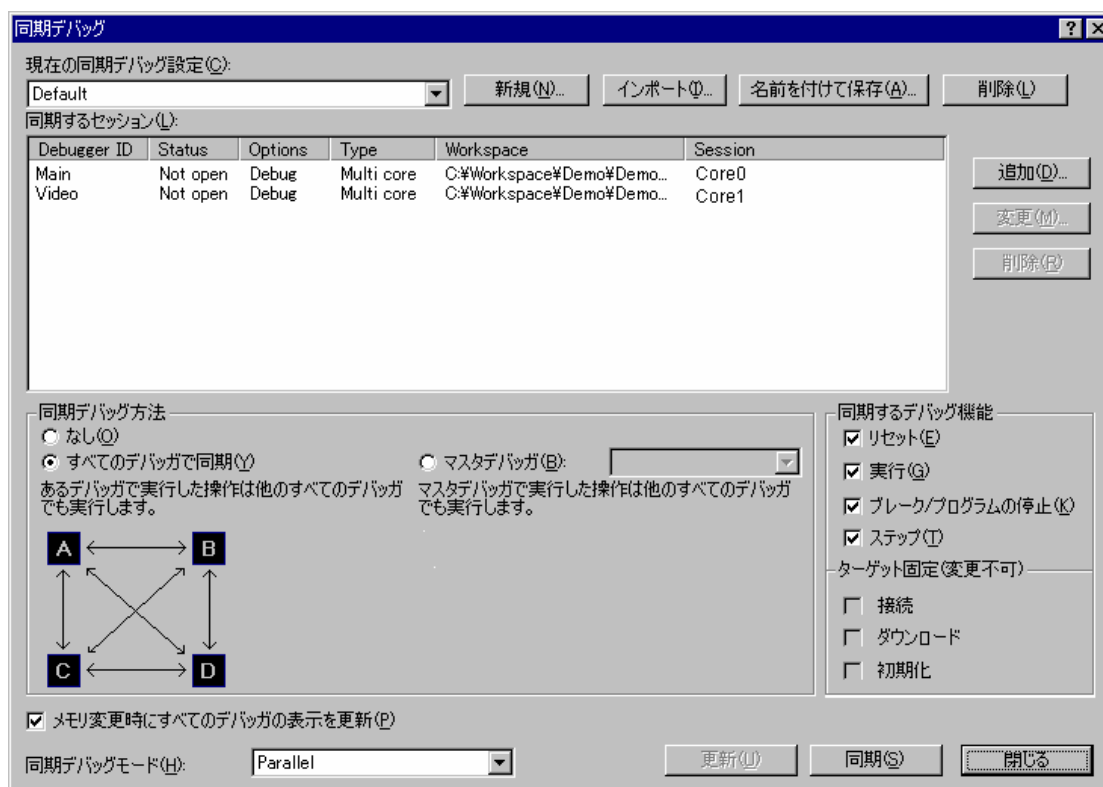 同期デバッグ
現在の同期デバッグ設定(C):
Default 新規(N)... インポート(I)... 名前を付けて保存(A)... 削除(L)
同期するセッション(L):
Debugger ID Status Options Type Workspace Session
Main Not open Debug Multi core C:¥Workspace¥Demo¥Demo... Core0
Video Not open Debug Multi core C:¥Workspace¥Demo¥Demo... Core1
追加(D)...
変更(M)...
削除(R)
同期デバッグ方法
なし(O)
すべてのデバッガで同期(Y)
あるデバッガで実行した操作は他のすべてのデバッガ
でも実行します。
マスタデバッガ(B):
マスタデバッガで実行した操作は他のすべてのデバッガ
でも実行します。
A B
C D
同期するデバッグ機能
リセット(E)
実行(G)
ブレーク/プログラムの停止(K)
ステップ(T)
ターゲット固定(変更不可)
接続
ダウンロード
初期化
メモリ変更時にすべてのデバッガの表示を更新(P)
同期デバッグモード(H): Parallel 更新(U) 同期(S) 閉じる